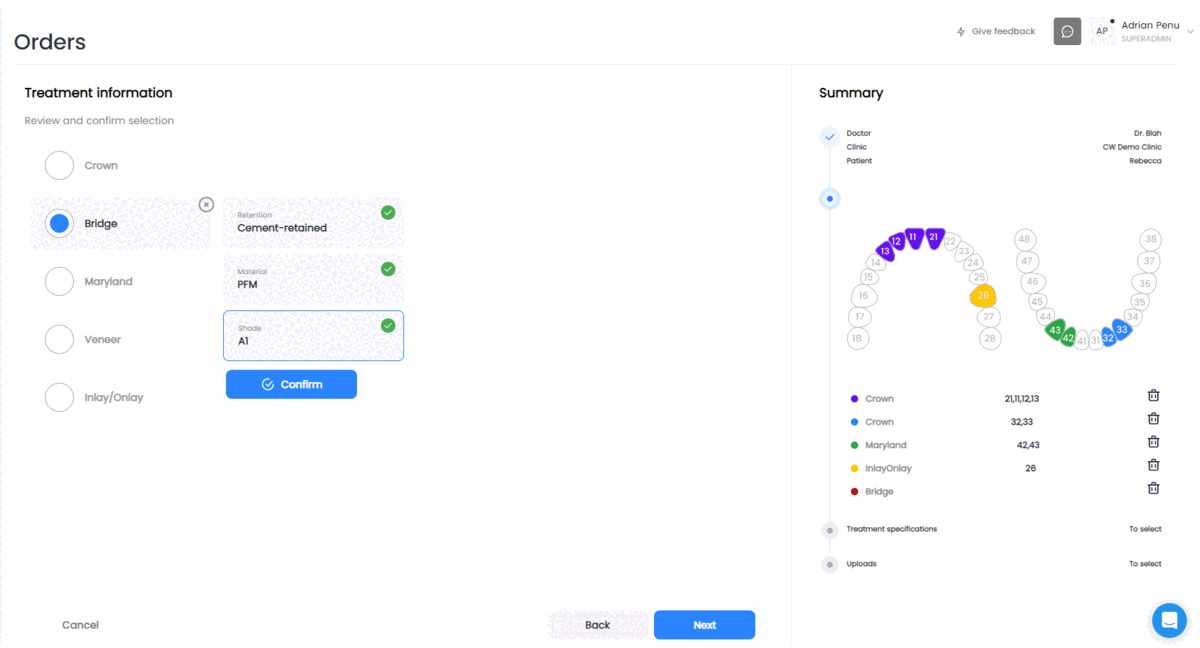 Orders
Give feedback
AP
Adrian Penu
SUPERADMIN
Treatment information
Review and confirm selection
Crown
Bridge
Maryland
Veneer
Inlay/Onlay
Retention
Cement-retained
Material
PFM
Shade
A1
Confirm
Cancel
Back
Next
Summary
Doctor Dr. Blah
Clinic CW Demo Clinic
Patient Rebecca
13 12 11 21 22
14 23
15 24
16 25
17 26
18 27
28
48 38
47 37
46 36
45 35
44 34
43 42 41 31 32 33
Crown 21,11,12,13
Crown 32,33
Maryland 42,43
InlayOnlay 26
Bridge
Treatment specifications To select
Uploads To select